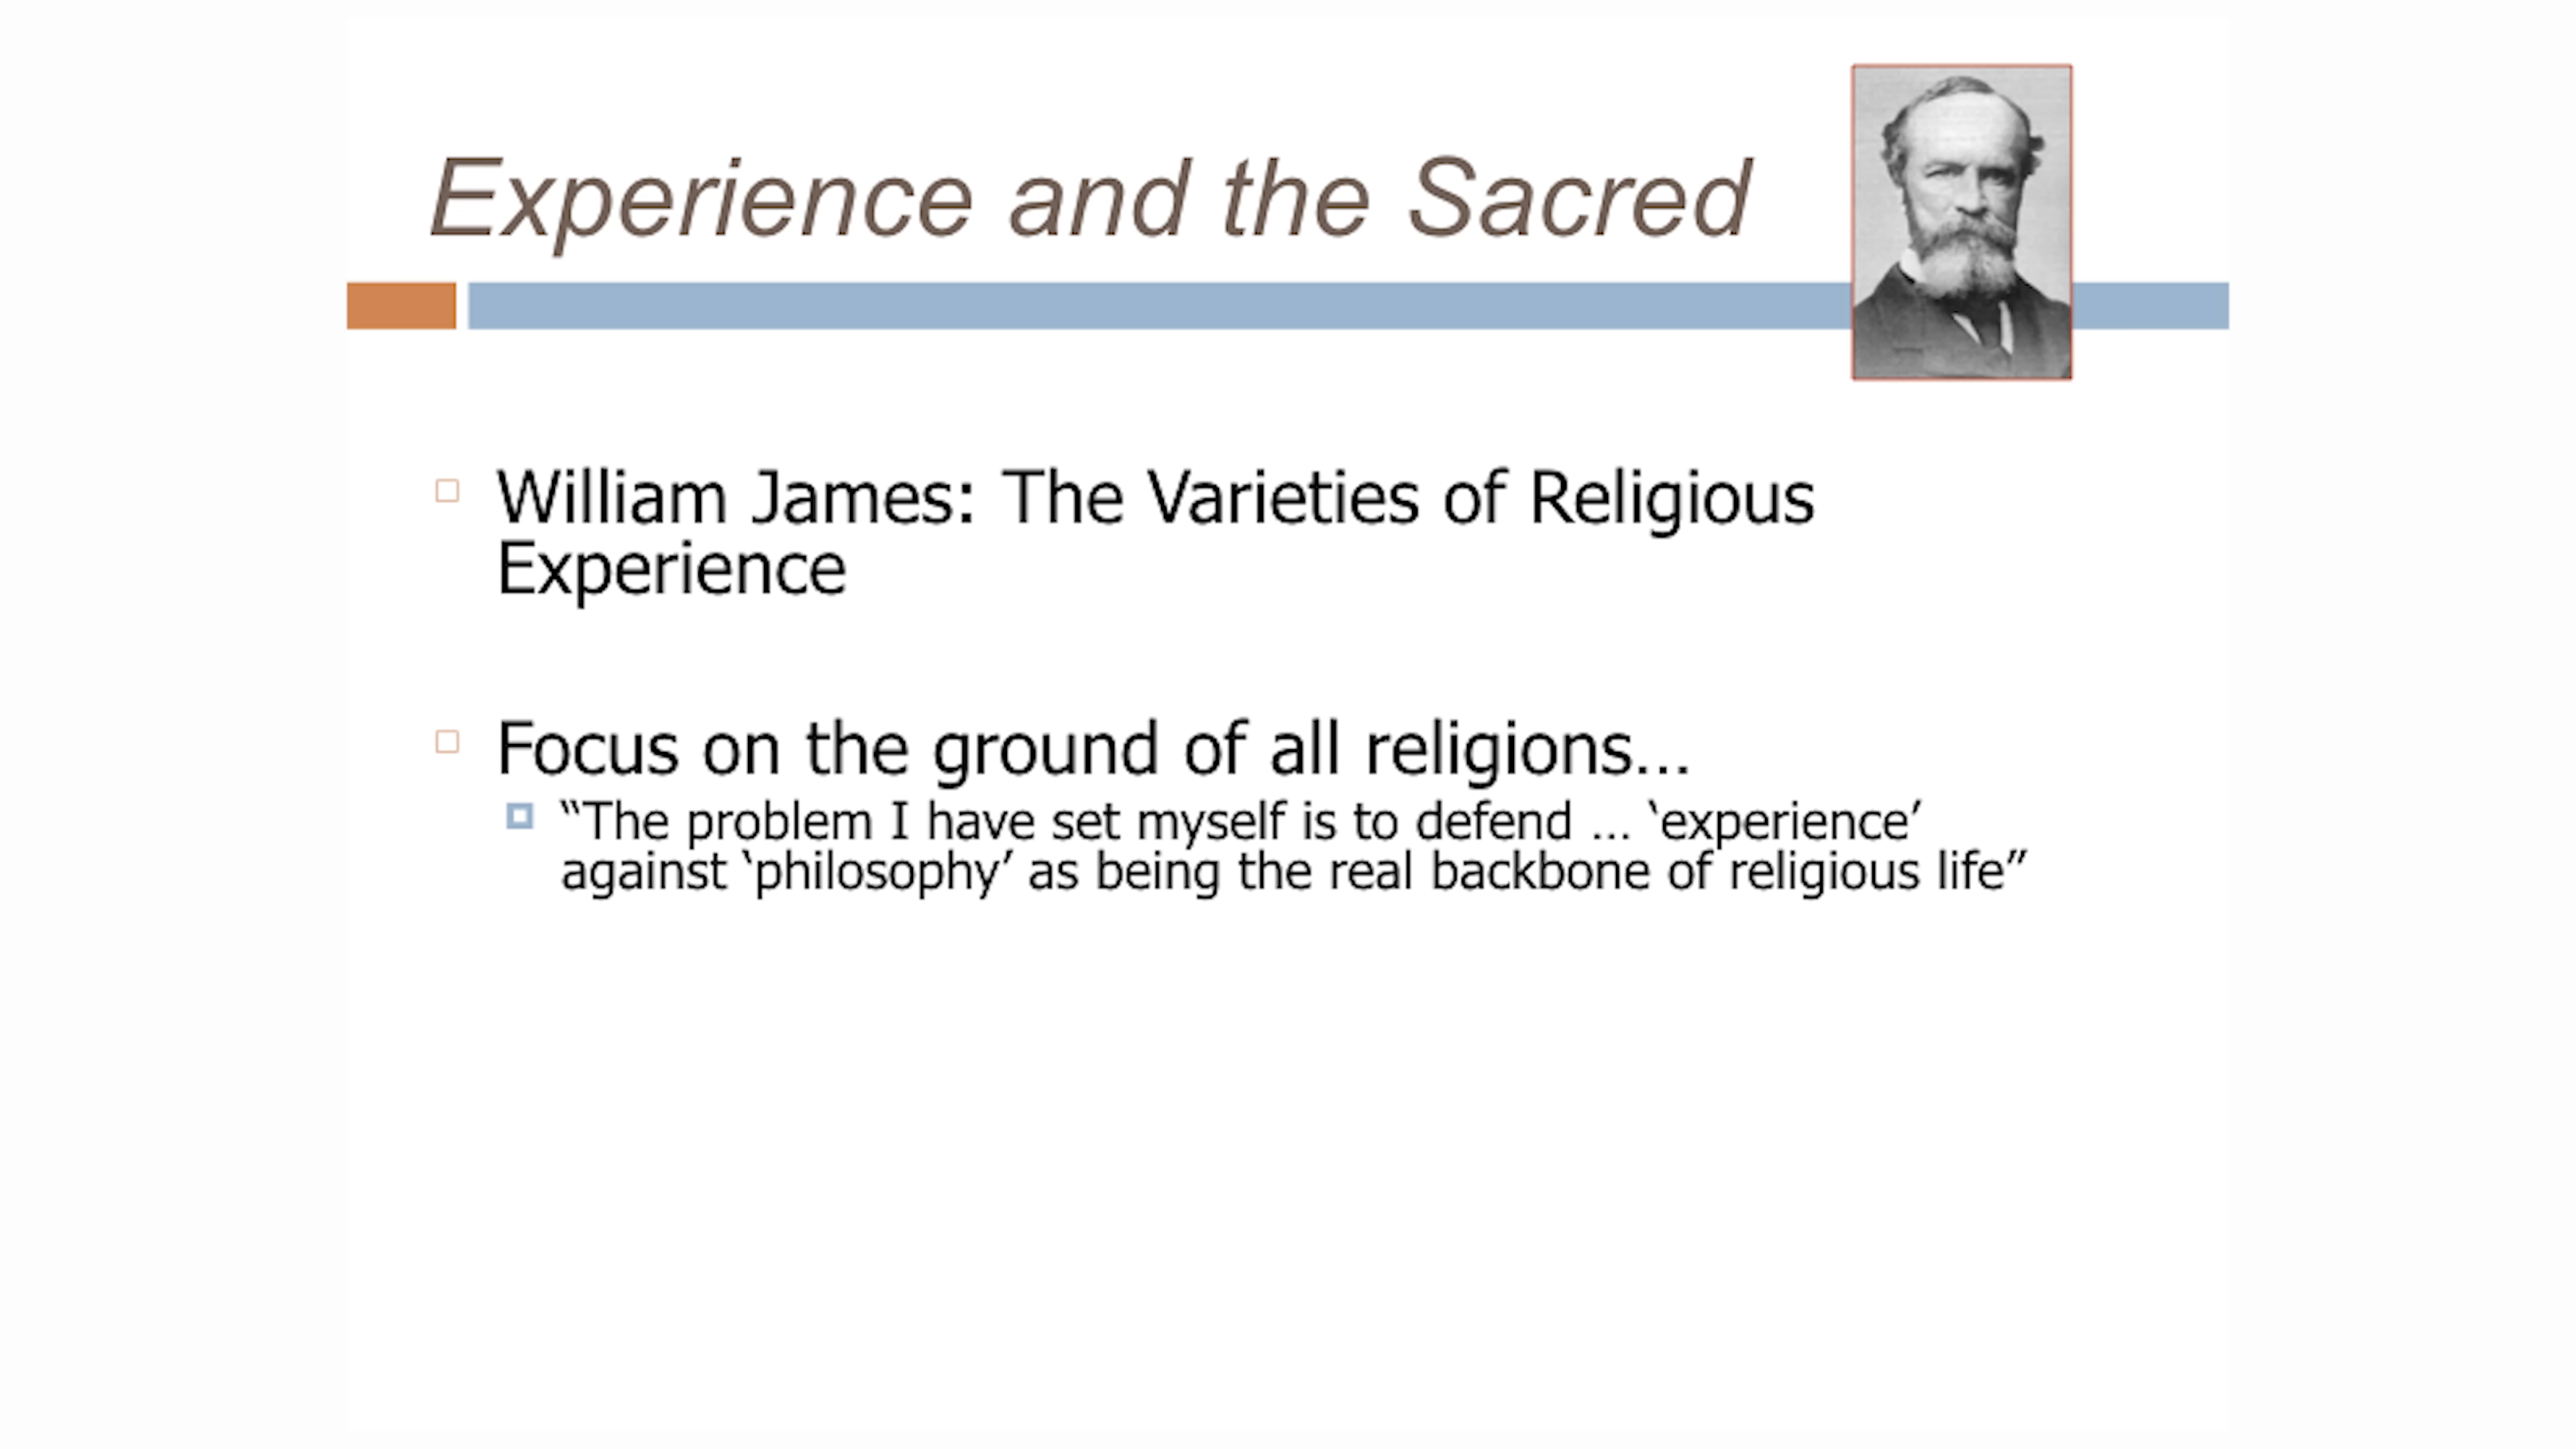 Experience and the Sacred
William James: The Varieties of Religious
Experience
Focus on the ground of all religions…
“The problem I have set myself is to defend … ‘experience’
against ‘philosophy’ as being the real backbone of religious life”